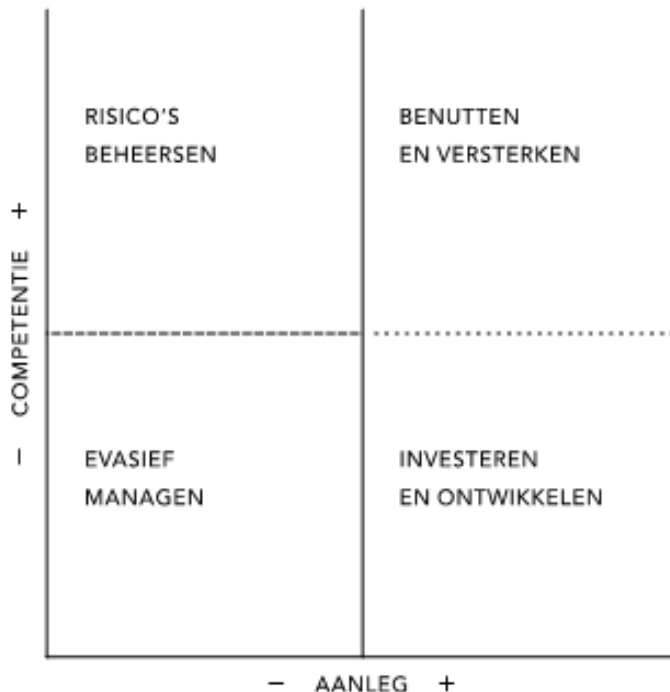 RISICO'S
BEHEERSEN
BENUTTEN
EN VERSTERKEN
+
COMPETENTIE
–
EVASIEF
MANAGEN
INVESTEREN
EN ONTWIKKELEN
– AANLEG +